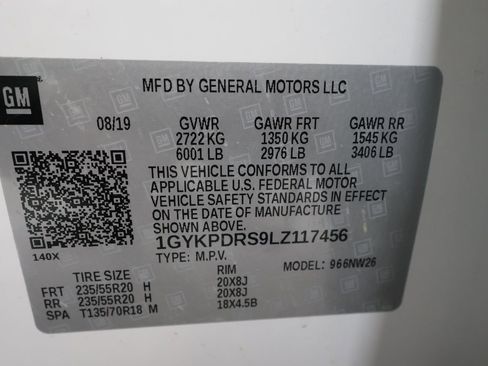 GM
MFD BY GENERAL MOTORS LLC
08/19 GVWR GAWR FRT GAWR RR
2722 KG 1350 KG 1545 KG
6001 LB 2976 LB 3406 LB
THIS VEHICLE CONFORMS TO ALL
APPLICABLE U.S. FEDERAL MOTOR
VEHICLE SAFETY STANDARDS IN EFFECT
ON THE DATE OF MANUFACTURE
SHOWN ABOVE.
1GYKPDRS9LZ117456
140X TYPE: M.P.V. MODEL: 966NW26
TIRE SIZE RIM
FRT 235/55R20 H 20X8J
RR 235/55R20 H 20X8J
SPA T135/70R18 M 18X4.5B